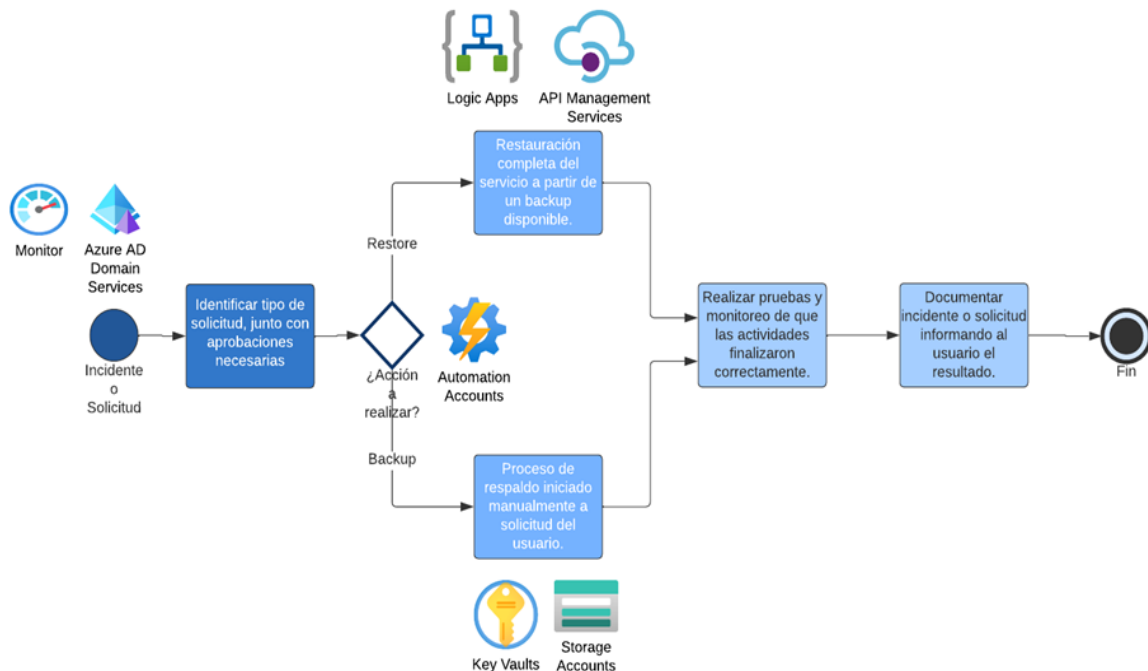 Logic Apps
API Management
Services
Restauración
completa del
servicio a partir de
un backup
disponible.
Monitor
Azure AD
Domain
Services
Restore
Identificar tipo de
solicitud, junto con
aprobaciones
necesarias
Incidente
o
Solicitud
¿Acción
a
realizar?
Automation
Accounts
Realizar pruebas y
monitoreo de que
las actividades
finalizaron
correctamente.
Documentar
incidente o solicitud
informando al
usuario el
resultado.
Fin
Backup
Proceso de
respaldo iniciado
manualmente a
solicitud del
usuario.
Key Vaults
Storage
Accounts